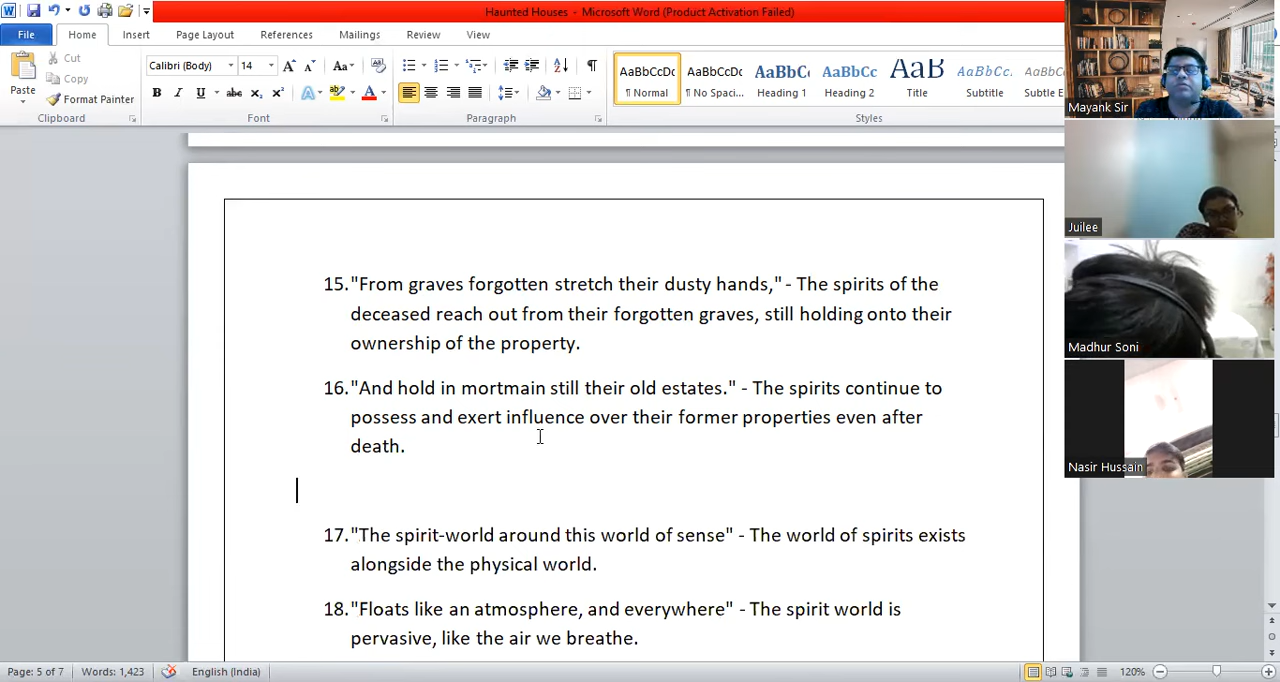 Haunted Houses - Microsoft Word (Product Activation Failed)
File Home Insert Page Layout References Mailings Review View
Paste
Cut
Copy
Format Painter
Calibri (Body) 14
AaBbCcDc AaBbCcDc AaBbCc AaBbCc AaB AaBbCc. AaBbCcD
¶ Normal ¶ No Spaci... Heading 1 Heading 2 Title Subtitle Subtle E
Clipboard Font Paragraph Styles
15. "From graves forgotten stretch their dusty hands," - The spirits of the
deceased reach out from their forgotten graves, still holding onto their
ownership of the property.
16. "And hold in mortmain still their old estates." - The spirits continue to
possess and exert influence over their former properties even after
death.
17. "The spirit-world around this world of sense" - The world of spirits exists
alongside the physical world.
18. "Floats like an atmosphere, and everywhere" - The spirit world is
pervasive, like the air we breathe.
Mayank Sir
Juilee
Madhur Soni
Nasir Hussain
Page: 5 of 7 Words: 1,423 English (India) 120%